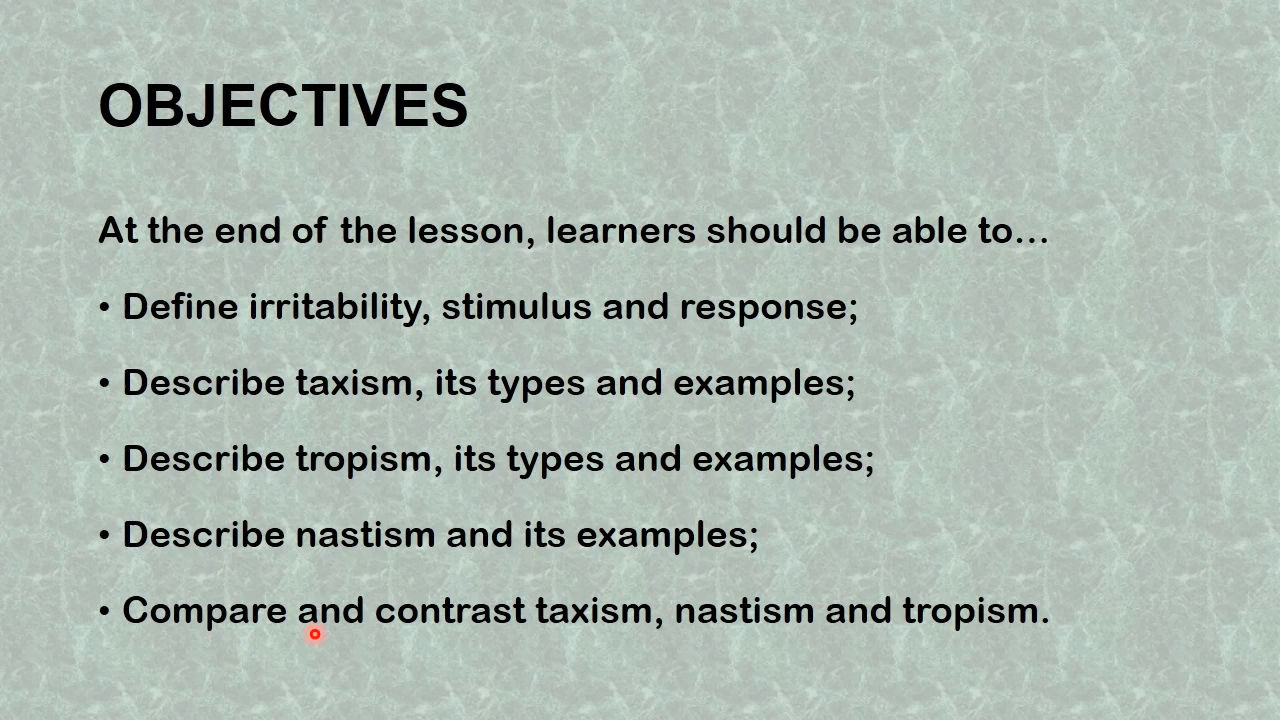 OBJECTIVES
At the end of the lesson, learners should be able to…
• Define irritability, stimulus and response;
• Describe taxism, its types and examples;
• Describe tropism, its types and examples;
• Describe nastism and its examples;
• Compare and contrast taxism, nastism and tropism.